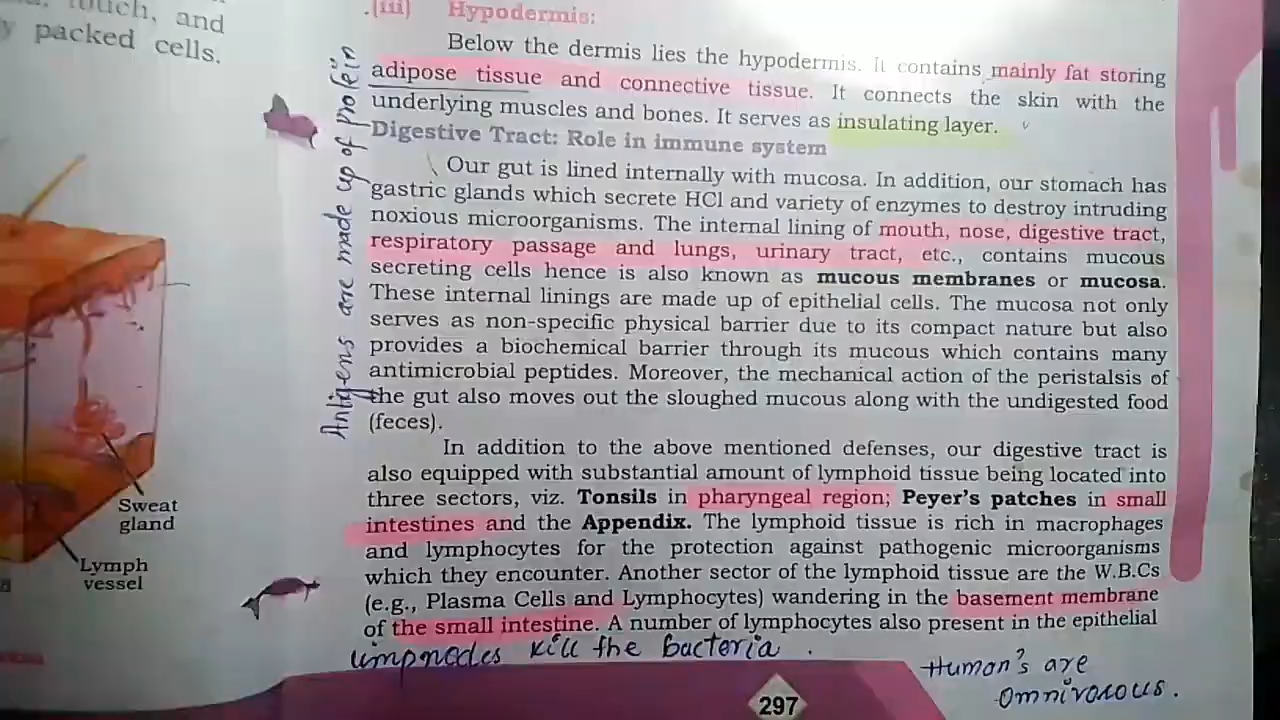 and
packed cells.
Sweat
gland
Lymph
vessel
Antigens are made up of protein
(iii) Hypodermis:
Below the dermis lies the hypodermis. It contains mainly fat storing
adipose tissue and connective tissue. It connects the skin with the
underlying muscles and bones. It serves as insulating layer.
Digestive Tract: Role in immune system
Our gut is lined internally with mucosa. In addition, our stomach has
gastric glands which secrete HCl and variety of enzymes to destroy intruding
noxious microorganisms. The internal lining of mouth, nose, digestive tract,
respiratory passage and lungs, urinary tract, etc., contains mucous
secreting cells hence is also known as mucous membranes or mucosa.
These internal linings are made up of epithelial cells. The mucosa not only
serves as non-specific physical barrier due to its compact nature but also
provides a biochemical barrier through its mucous which contains many
antimicrobial peptides. Moreover, the mechanical action of the peristalsis of
the gut also moves out the sloughed mucous along with the undigested food
(feces).
In addition to the above mentioned defenses, our digestive tract is
also equipped with substantial amount of lymphoid tissue being located into
three sectors, viz. Tonsils in pharyngeal region; Peyer's patches in small
intestines and the Appendix. The lymphoid tissue is rich in macrophages
and lymphocytes for the protection against pathogenic microorganisms
which they encounter. Another sector of the lymphoid tissue are the W.B.Cs
(e.g., Plasma Cells and Lymphocytes) wandering in the basement membrane
of the small intestine. A number of lymphocytes also present in the epithelial
limpnodes kill the bacteria.
Human's are
omnivorous.
297